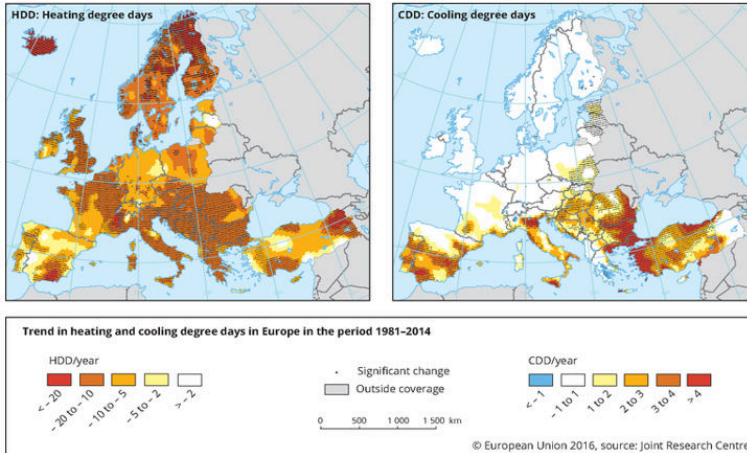 HDD: Heating degree days
CDD: Cooling degree days
Trend in heating and cooling degree days in Europe in the period 1981–2014
HDD/year
< – 20
– 20 to – 10
– 10 to – 5
– 5 to – 2
> – 2
Significant change
Outside coverage
0 500 1 000 1 500 km
CDD/year
< – 1
– 1 to 1
1 to 2
2 to 3
3 to 4
> 4
© European Union 2016, source: Joint Research Centre